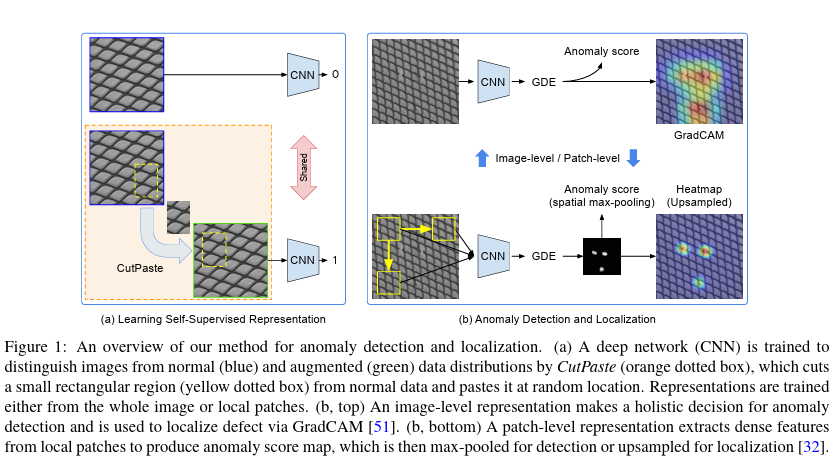 CNN
0
Shared
CutPaste
CNN
1
(a) Learning Self-Supervised Representation
Anomaly score
CNN
GDE
GradCAM
Image-level / Patch-level
Anomaly score
(spatial max-pooling)
Heatmap
(Upsampled)
CNN
GDE
(b) Anomaly Detection and Localization
Figure 1: An overview of our method for anomaly detection and localization. (a) A deep network (CNN) is trained to
distinguish images from normal (blue) and augmented (green) data distributions by CutPaste (orange dotted box), which cuts
a small rectangular region (yellow dotted box) from normal data and pastes it at random location. Representations are trained
either from the whole image or local patches. (b, top) An image-level representation makes a holistic decision for anomaly
detection and is used to localize defect via GradCAM [51]. (b, bottom) A patch-level representation extracts dense features
from local patches to produce anomaly score map, which is then max-pooled for detection or upsampled for localization [32].